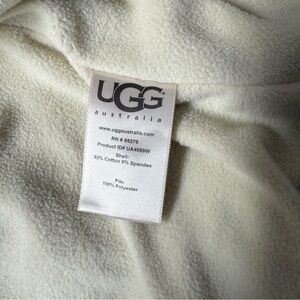 UGG®
australia
www.uggaustralia.com
RN # 88276
Product ID# UA4088W
Shell:
92% Cotton 8% Spandex
Pile:
100% Polyester